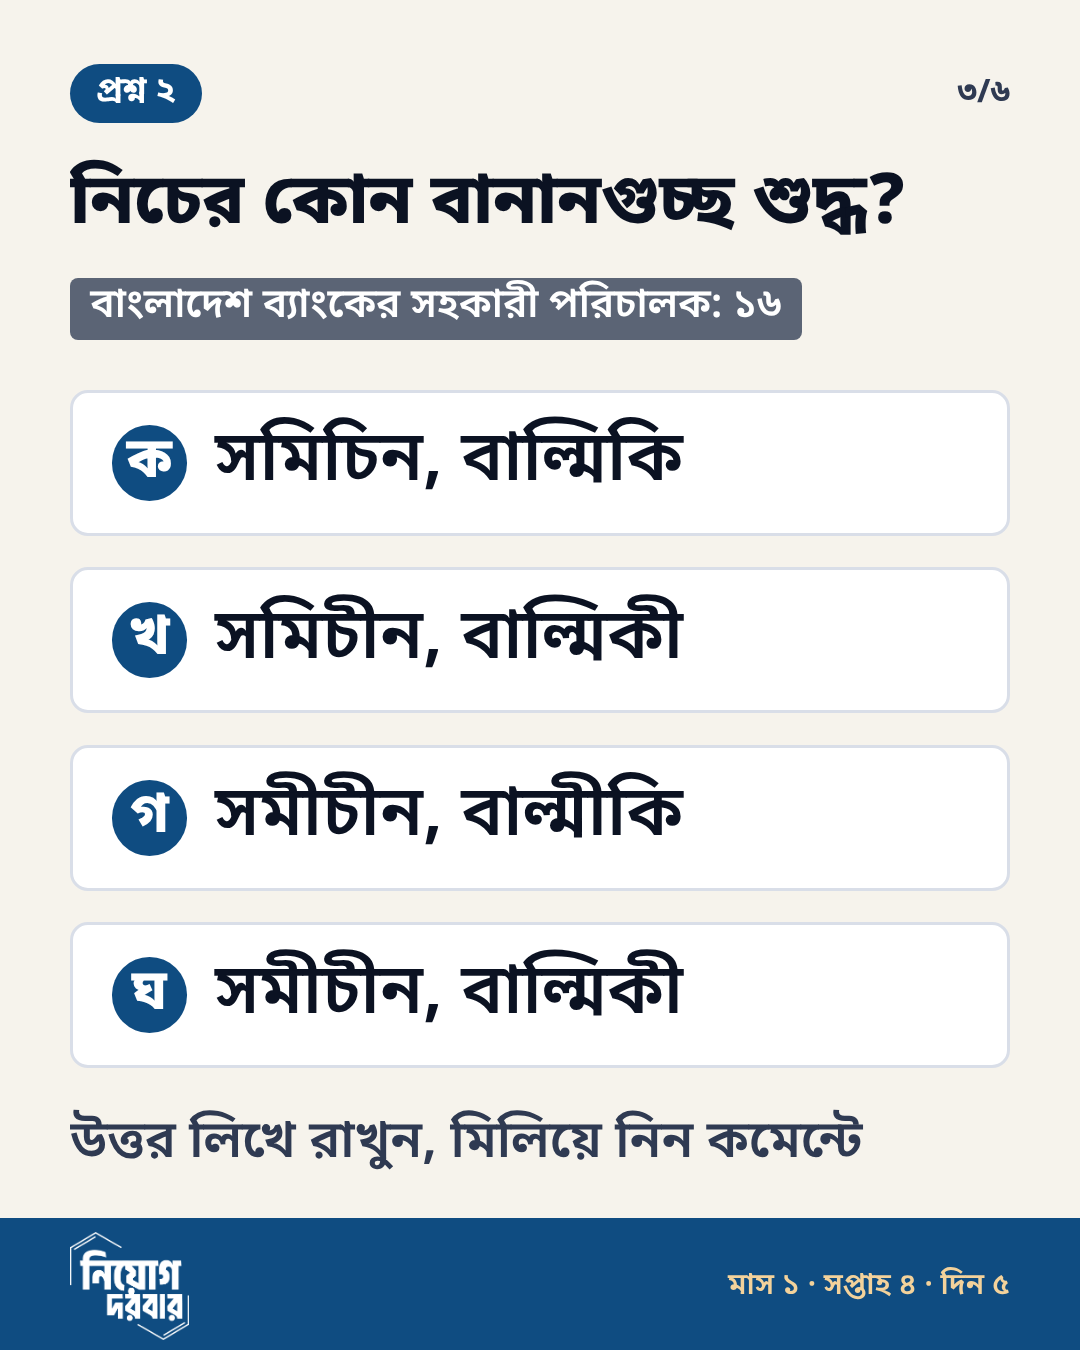 প্রশ্ন ২
৩/৬
নিচের কোন বানানগুচ্ছ শুদ্ধ?
বাংলাদেশ ব্যাংকের সহকারী পরিচালক: ১৬
ক সমিচিন, বাল্মিকি
খ সমিচীন, বাল্মিকী
গ সমীচীন, বাল্মীকি
ঘ সমীচীন, বাল্মিকী
উত্তর লিখে রাখুন, মিলিয়ে নিন কমেন্টে
নিয়োগ
দরবার
মাস ১ · সপ্তাহ ৪ · দিন ৫